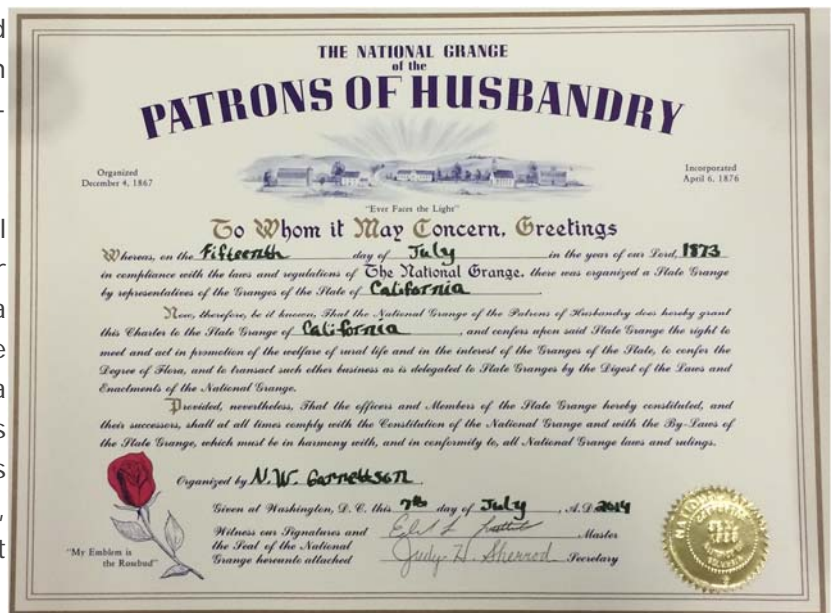 THE NATIONAL GRANGE
of the
PATRONS OF HUSBANDRY
Organized
December 4, 1867
Incorporated
April 6, 1876
"Ever Faces the Light"
To Whom it May Concern, Greetings
Whereas, on the Fifteenth day of July in the year of our Lord, 1873
in compliance with the laws and regulations of The National Grange, there was organized a State Grange
by representatives of the Granges of the State of California
Now, therefore, be it known, That the National Grange of the Patrons of Husbandry does hereby grant
this Charter to the State Grange of California, and confers upon said State Grange the right to
meet and act in promotion of the welfare of rural life and in the interest of the Granges of the State, to confer the
Degree of Flora, and to transact such other business as is delegated to State Granges by the Digest of the Laws and
Enactments of the National Grange.
Provided, nevertheless, That the officers and Members of the State Grange hereby constituted, and
their successors, shall at all times comply with the Constitution of the National Grange and with the By-Laws of
the State Grange, which must be in harmony with, and in conformity to, all National Grange laws and rulings.
Organized by N.W. Garrettson.
Given at Washington, D.C. this 7th day of July, A.D. 2014
Witness our Signatures and
the Seal of the National
Grange hereunto attached
Master
Judy H. Sherrod Secretary
"My Emblem is
the Rosebud"